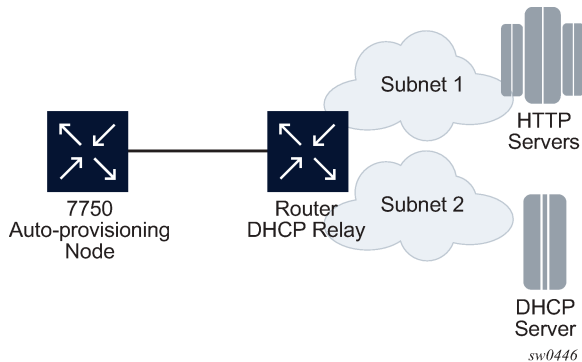 Subnet 1
HTTP
Servers
7750
Auto-provisioning
Node
Router
DHCP Relay
Subnet 2
DHCP
Server
sw0446